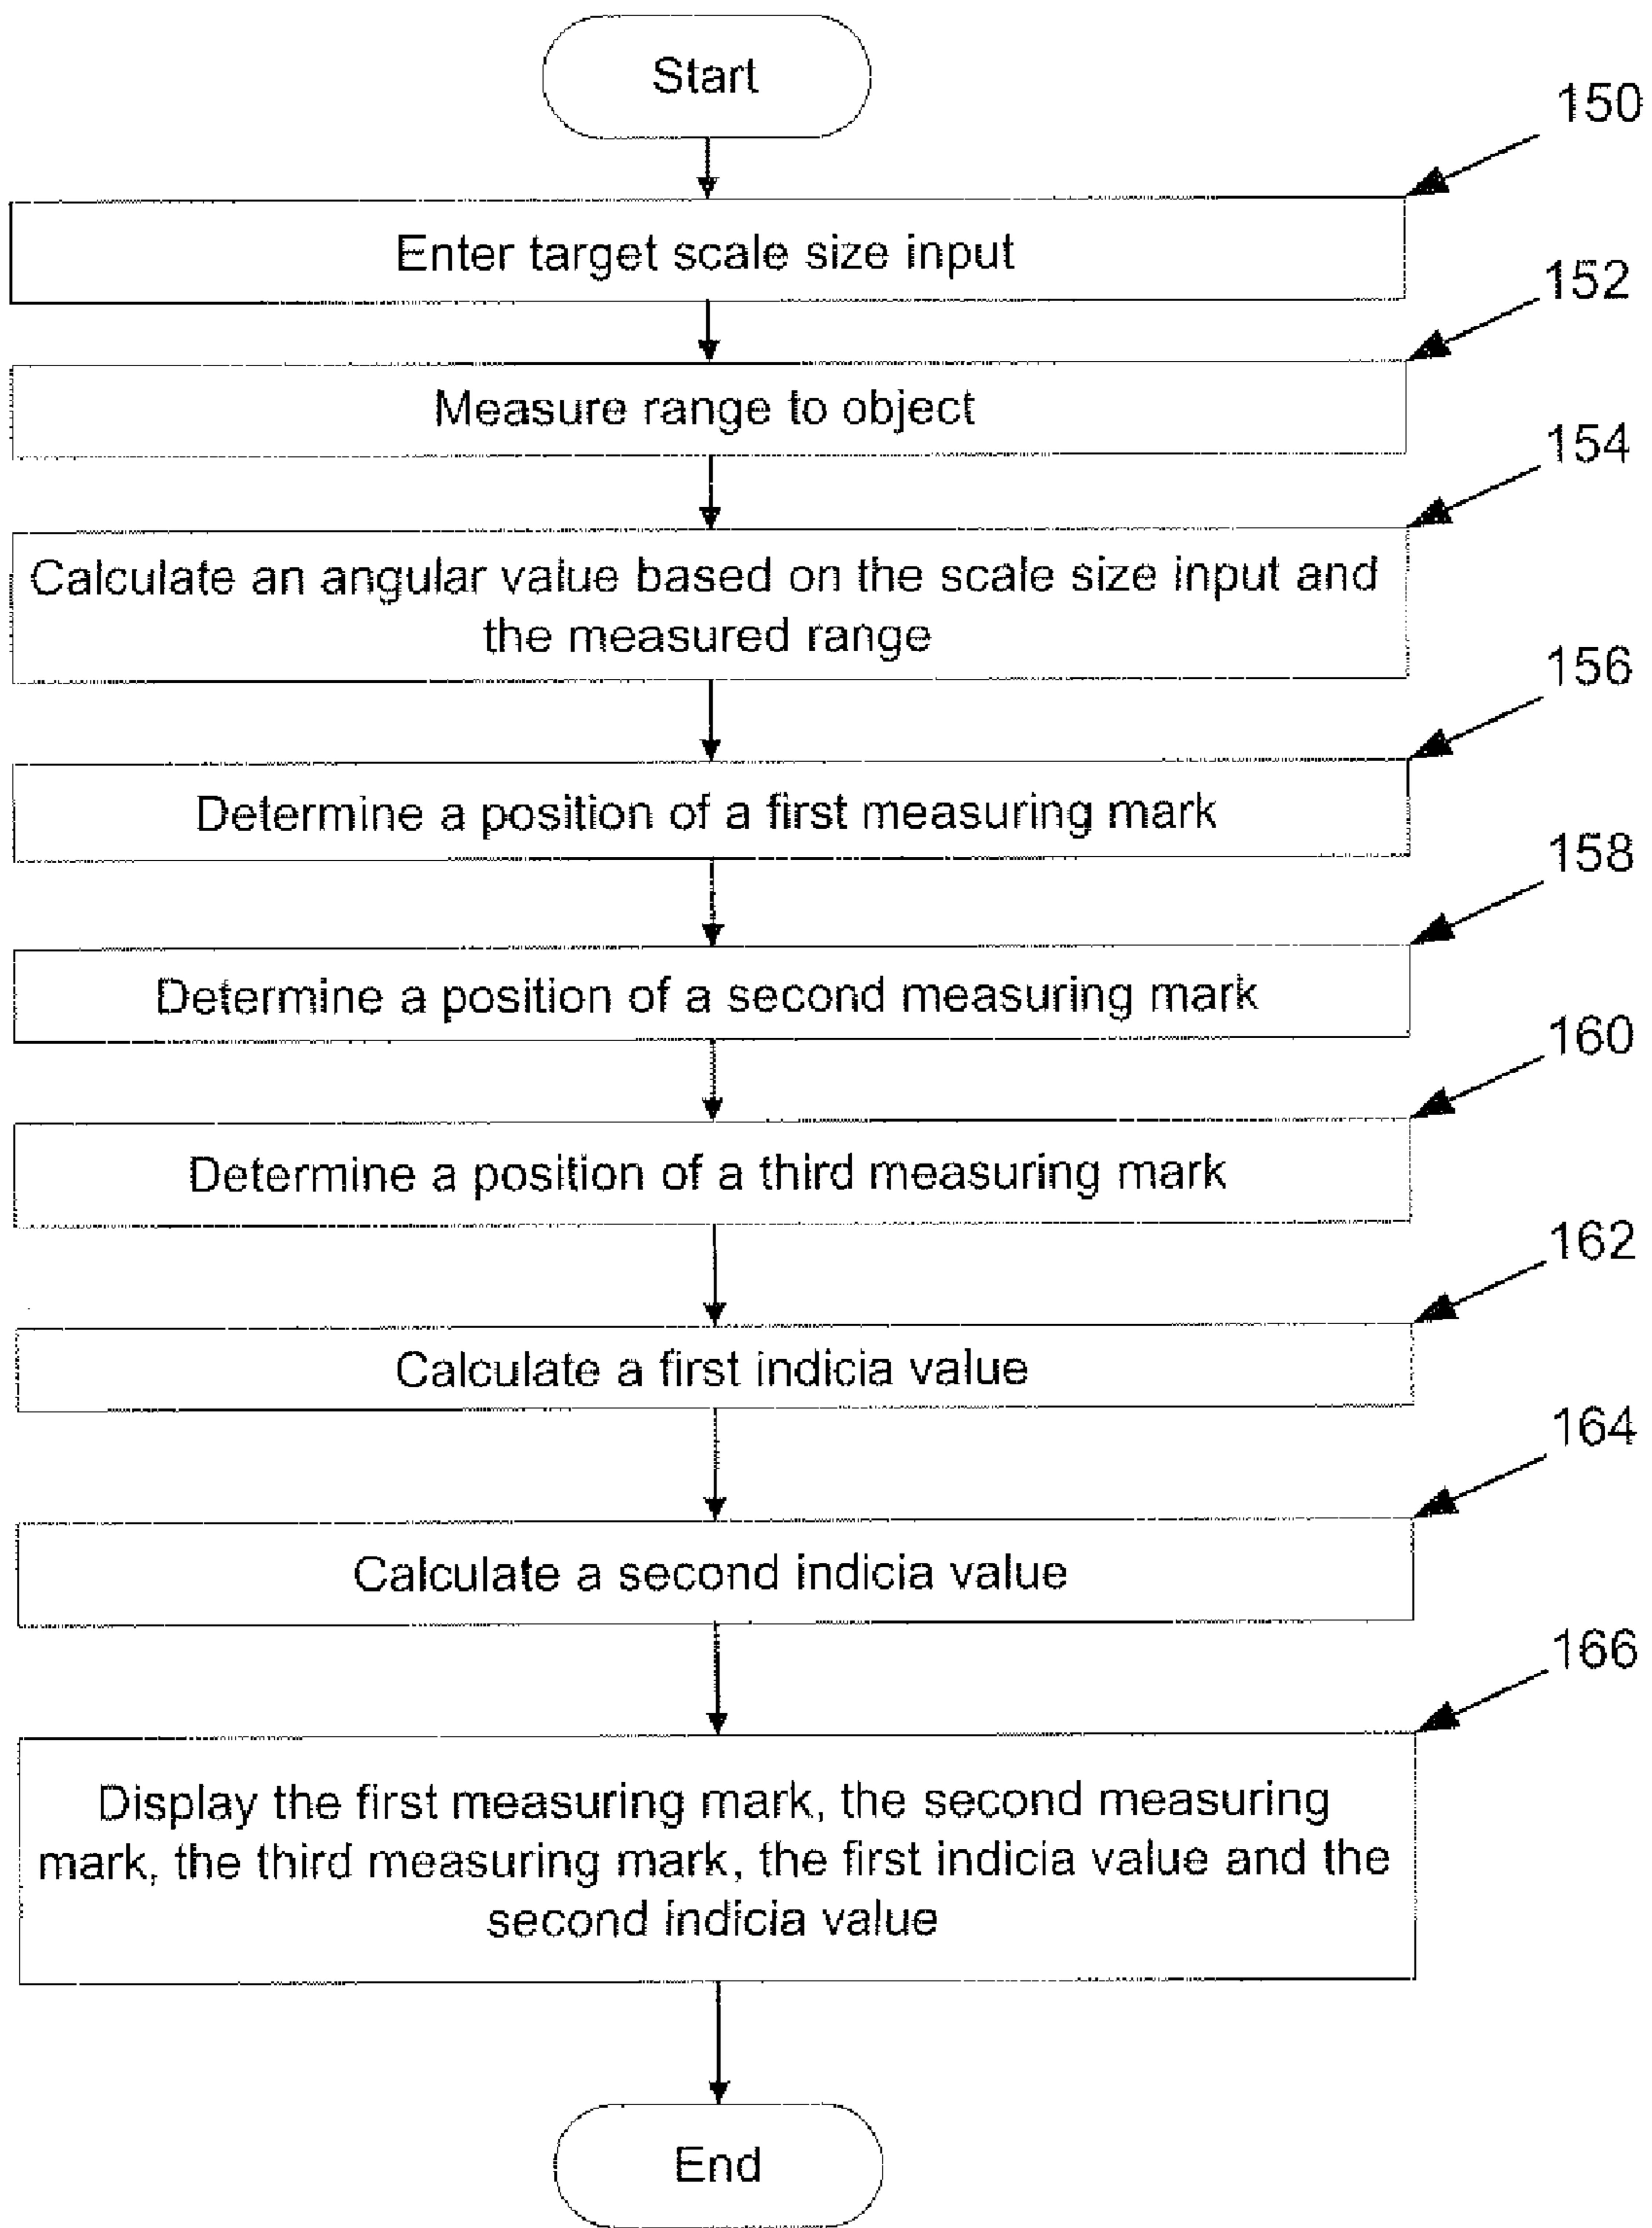 Start
150
Enter target scale size input
152
Measure range to object
154
Calculate an angular value based on the scale size input and
the measured range
156
Determine a position of a first measuring mark
158
Determine a position of a second measuring mark
160
Determine a position of a third measuring mark
162
Calculate a first indicia value
164
Calculate a second indicia value
166
Display the first measuring mark, the second measuring
mark, the third measuring mark, the first indicia value and the
second indicia value
End